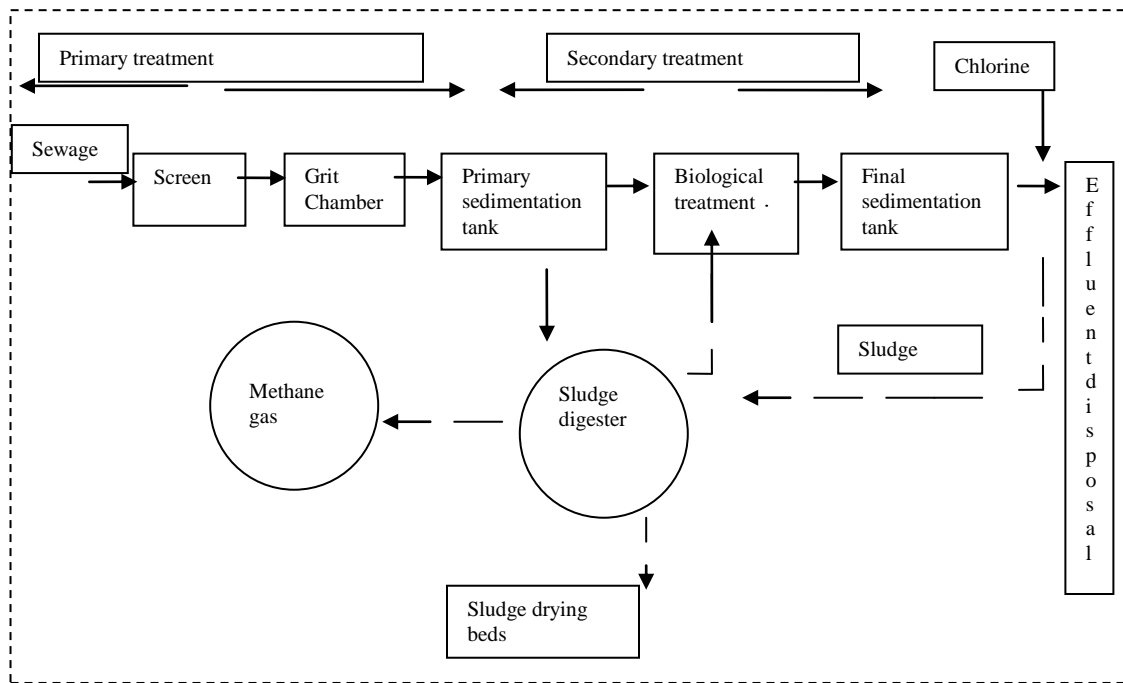 Primary treatment
Secondary treatment
Chlorine
Sewage
Screen
Grit
Chamber
Primary
sedimentation
tank
Biological
treatment .
Final
sedimentation
tank
E
f
f
l
u
e
n
t
d
i
s
p
o
s
a
l
Sludge
Methane
gas
Sludge
digester
Sludge drying
beds